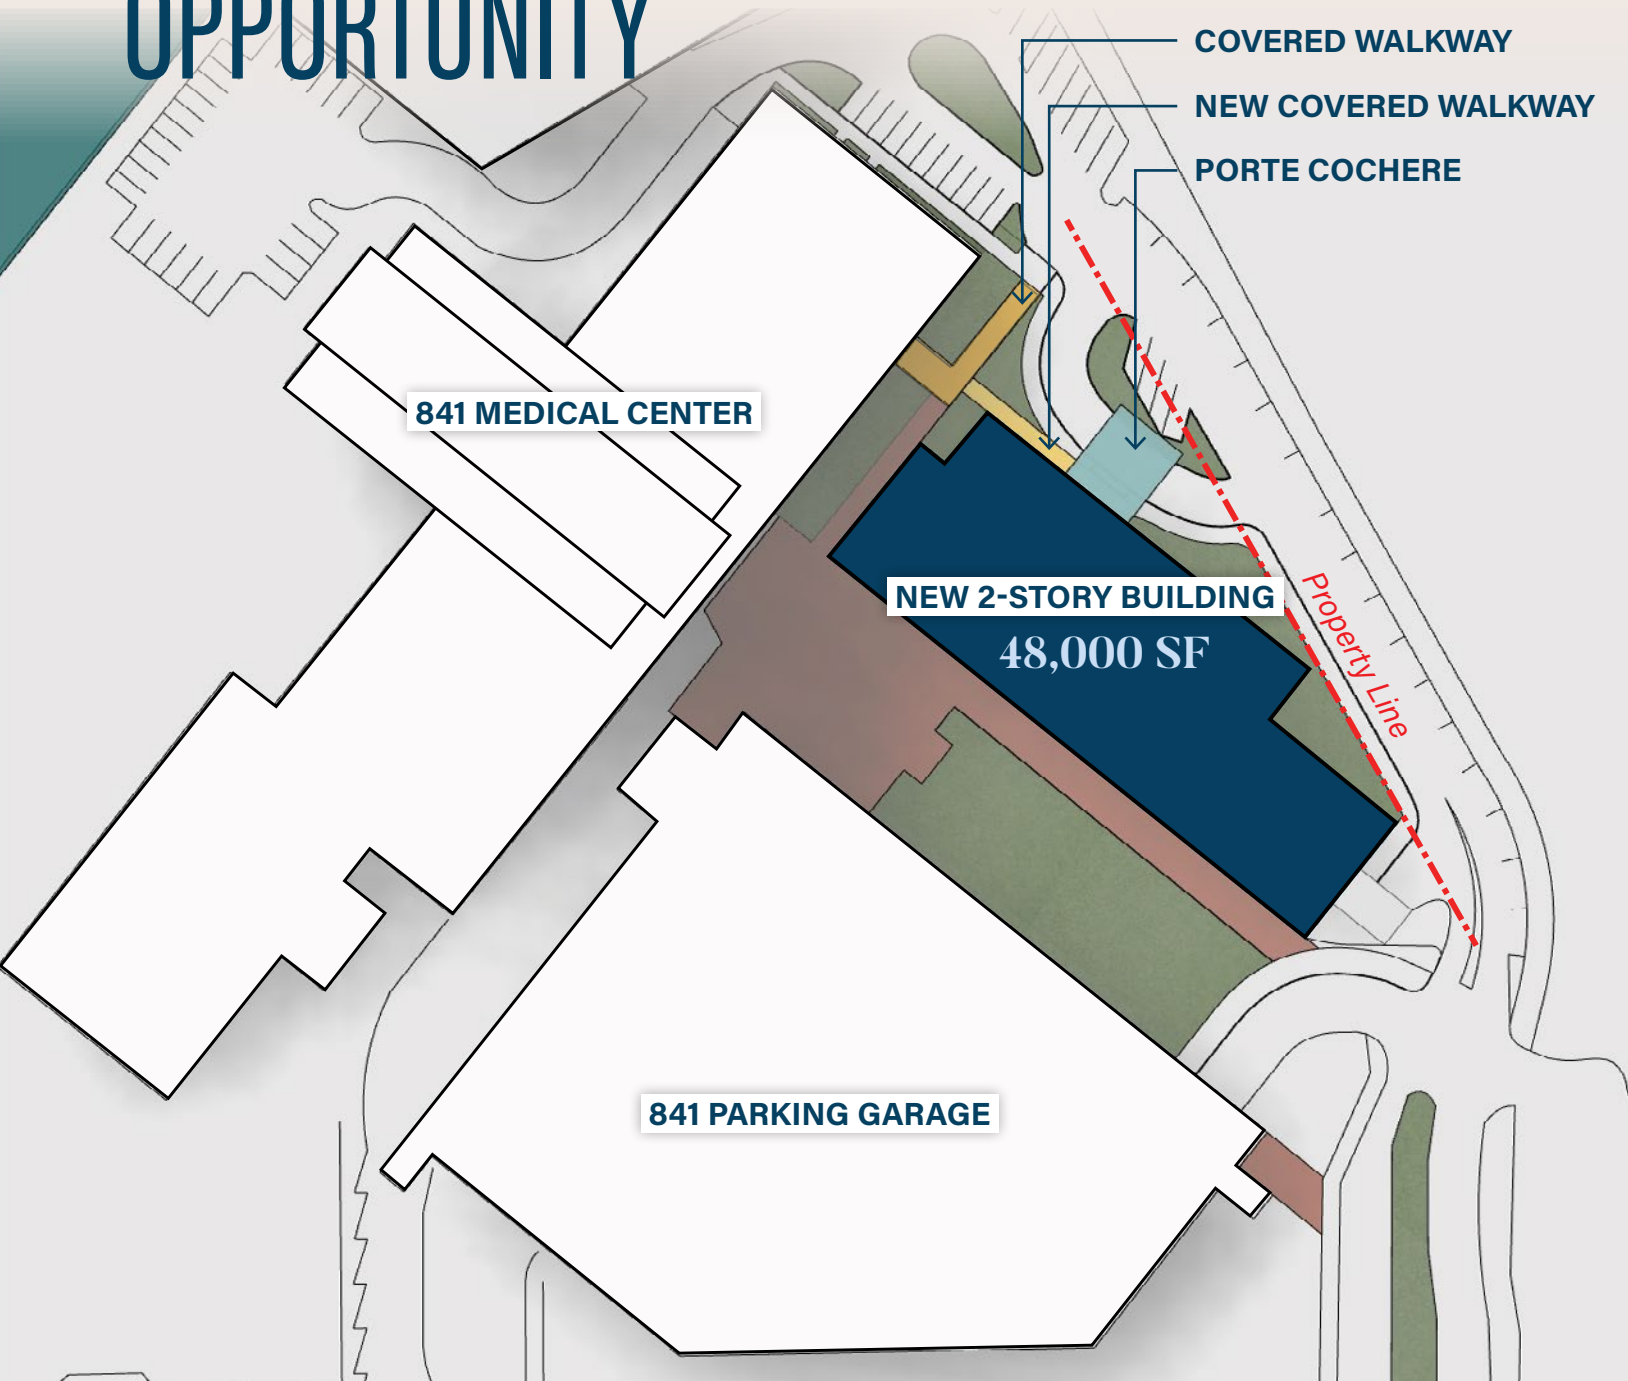 OPPORTUNITY
COVERED WALKWAY
NEW COVERED WALKWAY
PORTE COCHERE
841 MEDICAL CENTER
NEW 2-STORY BUILDING
48,000 SF
Property Line
841 PARKING GARAGE